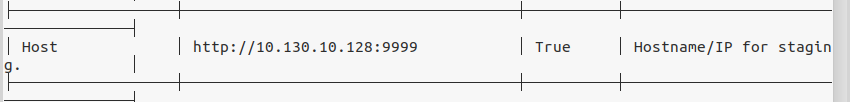 Host http://10.130.10.128:9999 True Hostname/IP for stagin
g.